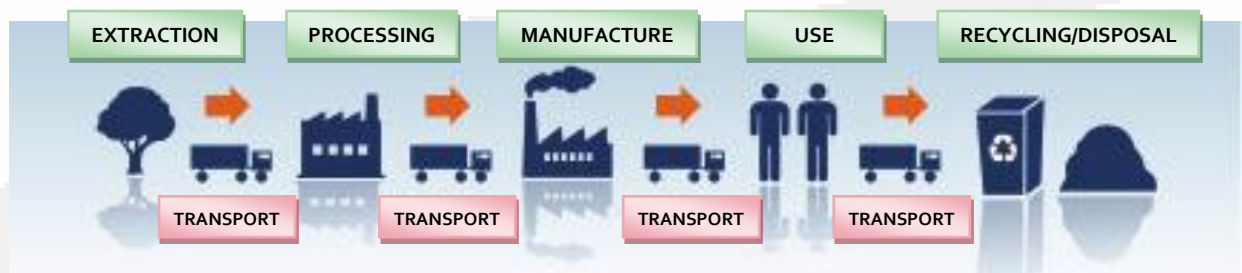 EXTRACTION
PROCESSING
MANUFACTURE
USE
RECYCLING/DISPOSAL
TRANSPORT
TRANSPORT
TRANSPORT
TRANSPORT